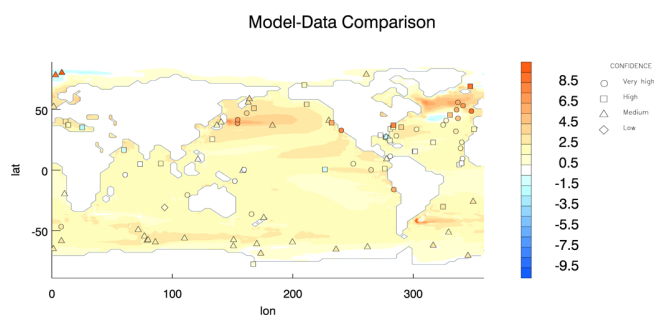 Model-Data Comparison
lat
50
0
-50
0
100
200
300
lon
8.5
6.5
4.5
2.5
0.5
-1.5
-3.5
-5.5
-7.5
-9.5
CONFIDENCE
Very high
High
Medium
Low